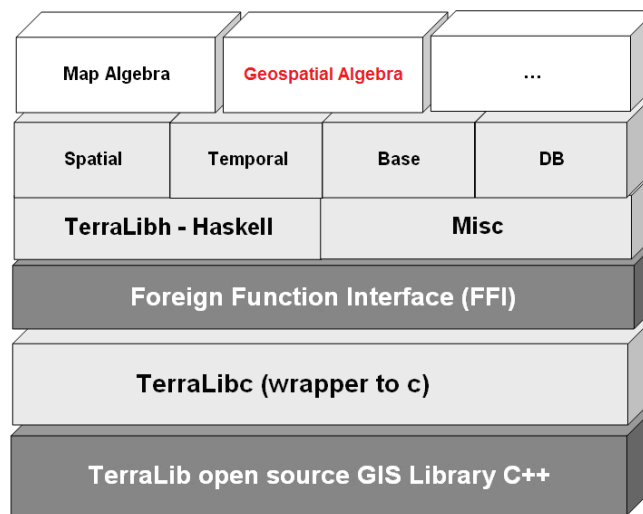 Map Algebra
Geospatial Algebra
...
Spatial
Temporal
Base
DB
TerraLibh - Haskell
Misc
Foreign Function Interface (FFI)
TerraLibc (wrapper to c)
TerraLib open source GIS Library C++